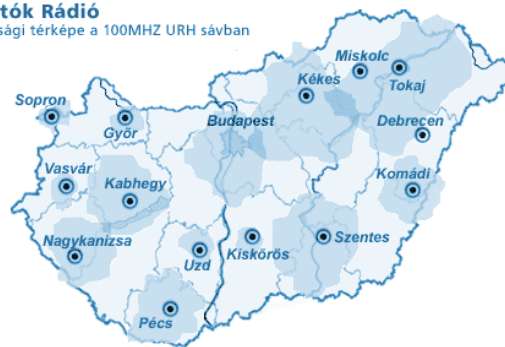 tók Rádió
sági térképe a 100MHZ URH sávban
Miskolc
Kékes
Tokaj
Sopron
Győr
Budapest
Debrecen
Vasvár
Kabhegy
Komádi
Nagykanizsa
Uzd
Kiskőrös
Szentes
Pécs